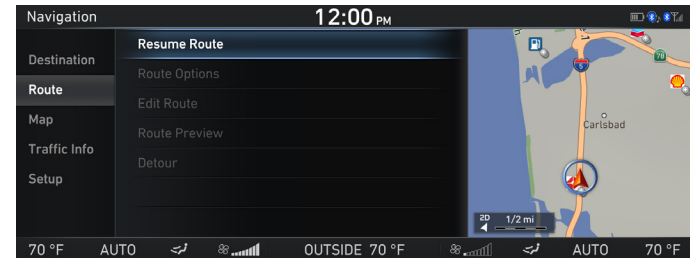 Navigation
12:00 PM
Destination
Route
Map
Traffic Info
Setup
Resume Route
Route Options
Edit Route
Route Preview
Detour
5
78
Carlsbad
2D
1/2 mi
70 °F
AUTO
OUTSIDE 70 °F
AUTO
70 °F